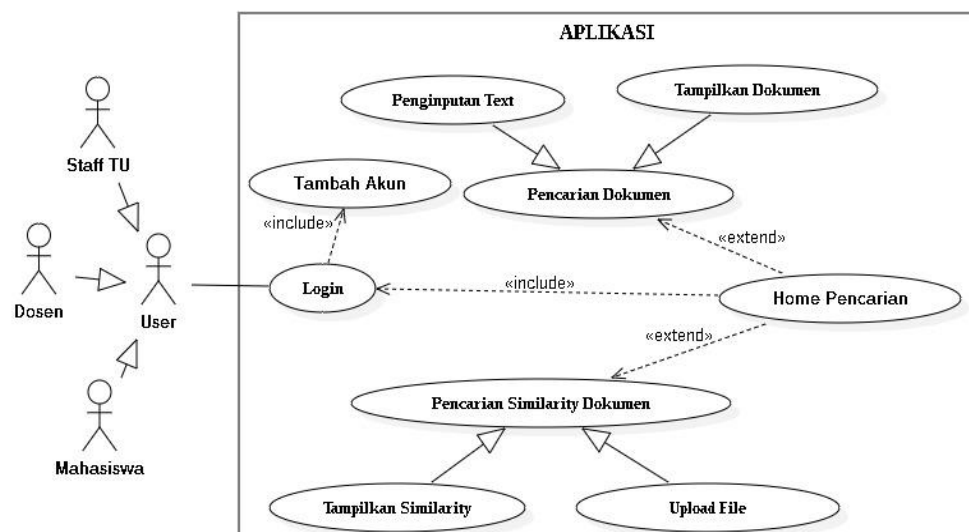 APLIKASI
Staff TU
Dosen
User
Mahasiswa
Penginputan Text
Tampilkan Dokumen
Tambah Akun
Pencarian Dokumen
«include»
«extend»
Login
«include»
Home Pencarian
«extend»
Pencarian Similarity Dokumen
Tampilkan Similarity
Upload File